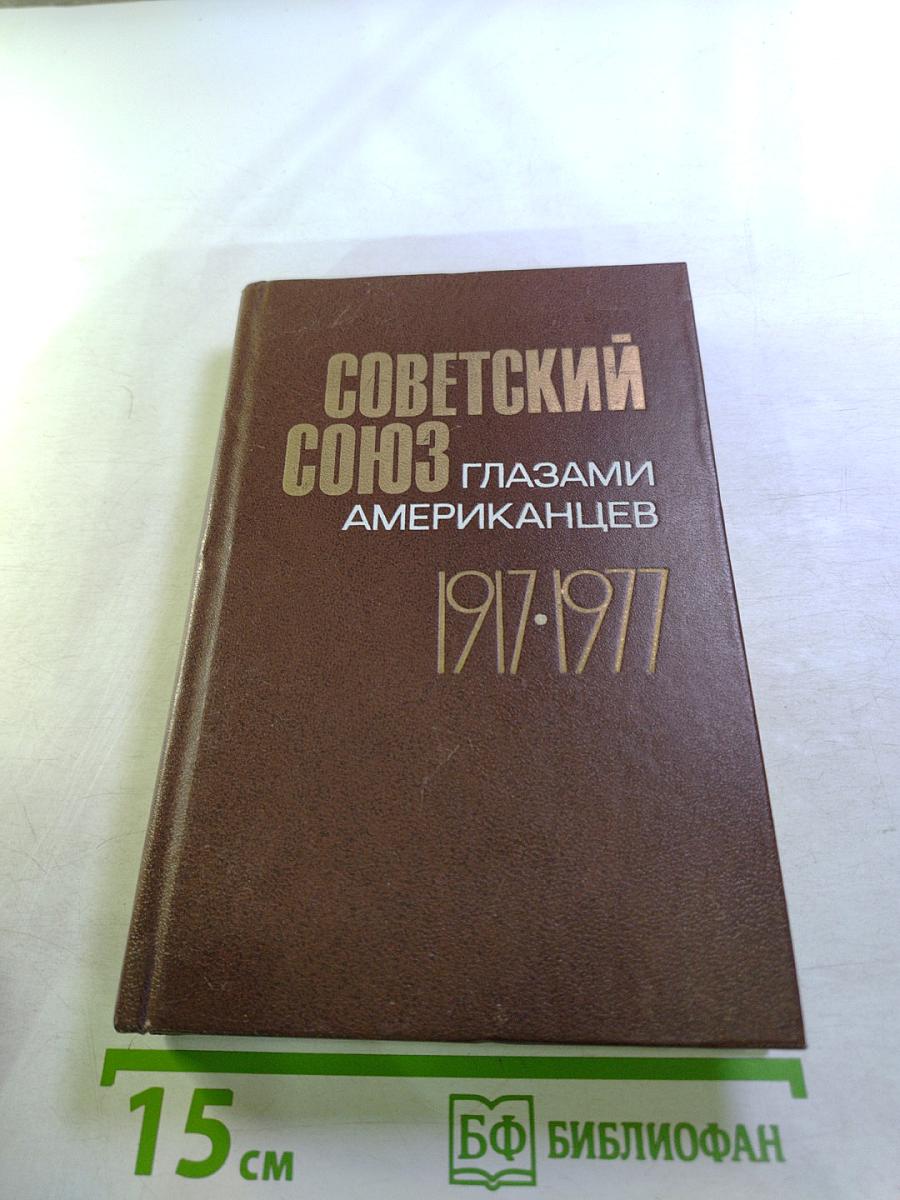 СОВЕТСКИЙ
СОЮЗ ГЛАЗАМИ
АМЕРИКАНЦЕВ
1917·1977
15 см
БФ БИБЛИОФАН